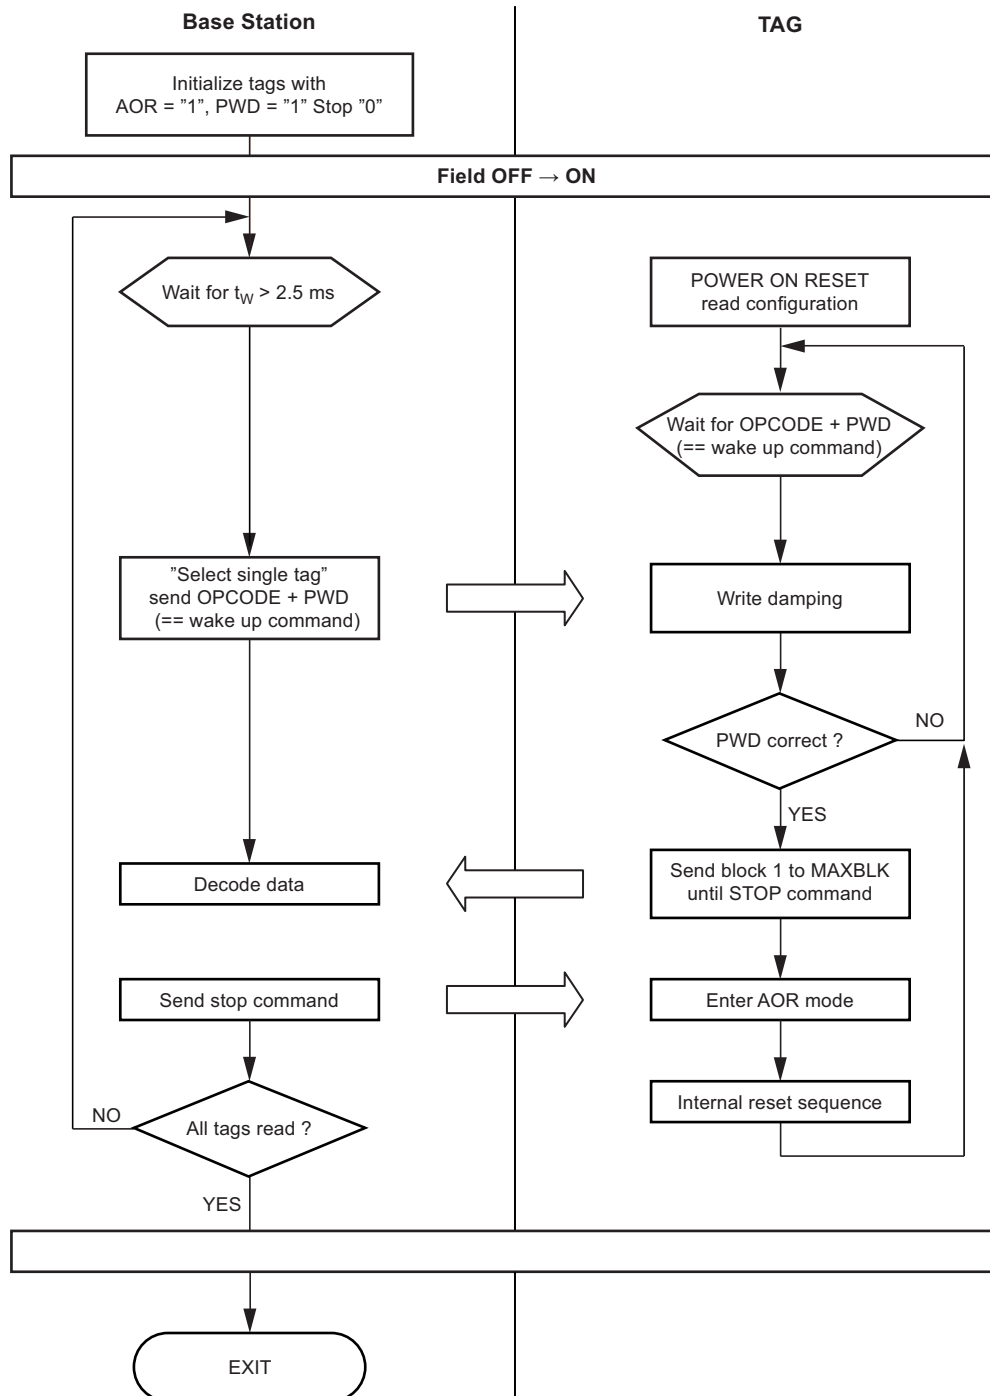 Base Station
TAG
Initialize tags with
AOR = ”1”, PWD = ”1” Stop ”0”
Field OFF → ON
Wait for tW > 2.5 ms
POWER ON RESET
read configuration
Wait for OPCODE + PWD
(== wake up command)
”Select single tag”
send OPCODE + PWD
(== wake up command)
Write damping
PWD correct ?
NO
YES
Decode data
Send block 1 to MAXBLK
until STOP command
Send stop command
Enter AOR mode
Internal reset sequence
NO
All tags read ?
YES
EXIT